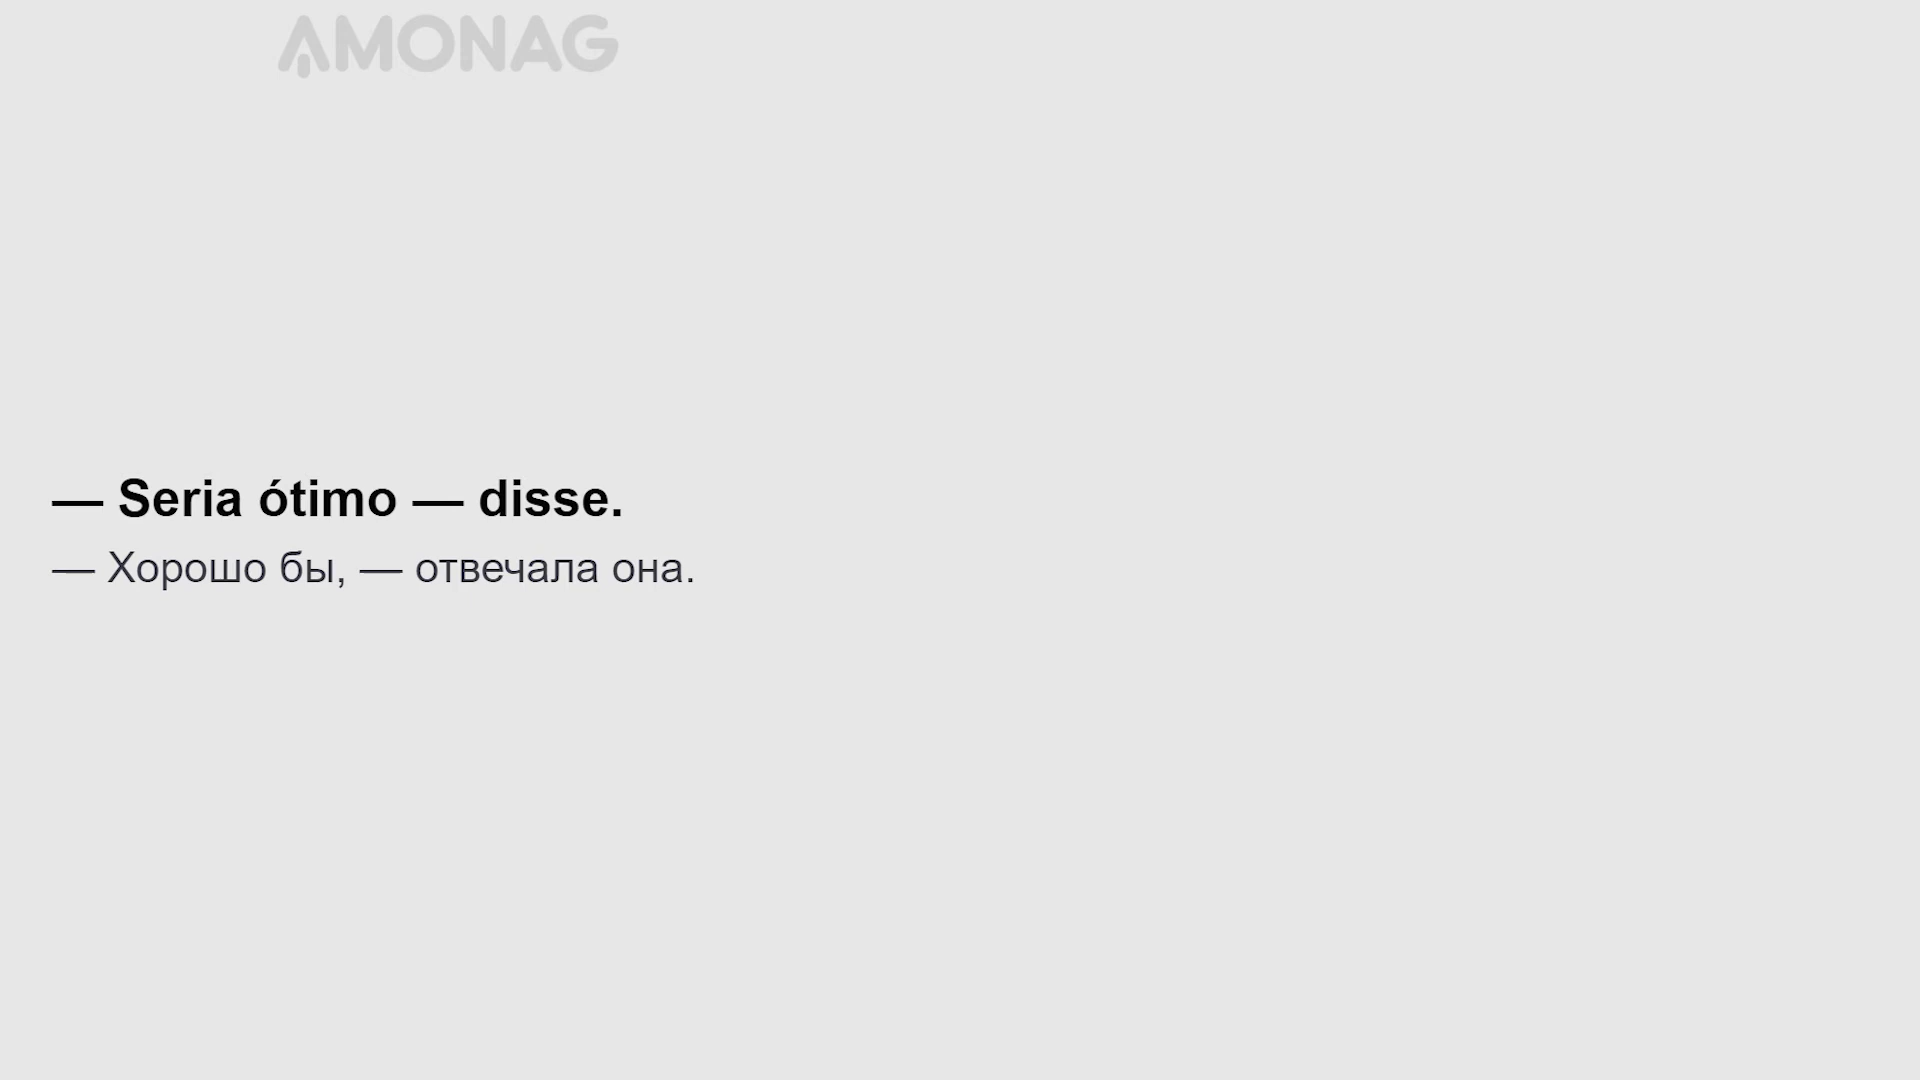 AMONAG
— Seria ótimo — disse.
— Хорошо бы, — отвечала она.